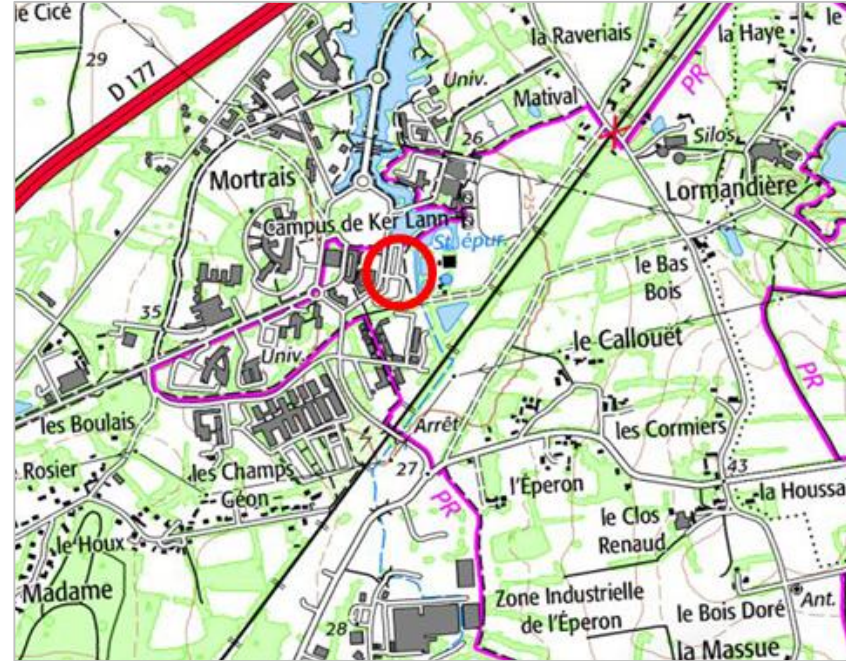 le Cicé
la Raveriais
la Haye
le
29
D 177
Univ.
Matival
PR
26
Silos
Mortrais
Lormandière
Campus de Ker Lann
St. épur.
le Bas
Bois
35
le Callouët
Univ.
PR
les Boulais
Arrêt
les Cormiers
Rosier
les Champs
Géon
27
43
PR
l'Éperon
la Houssa
le Clos
Renaud
le Houx
Madame
Zone Industrielle
de l'Éperon
le Bois Doré
Ant.
28
la Massue